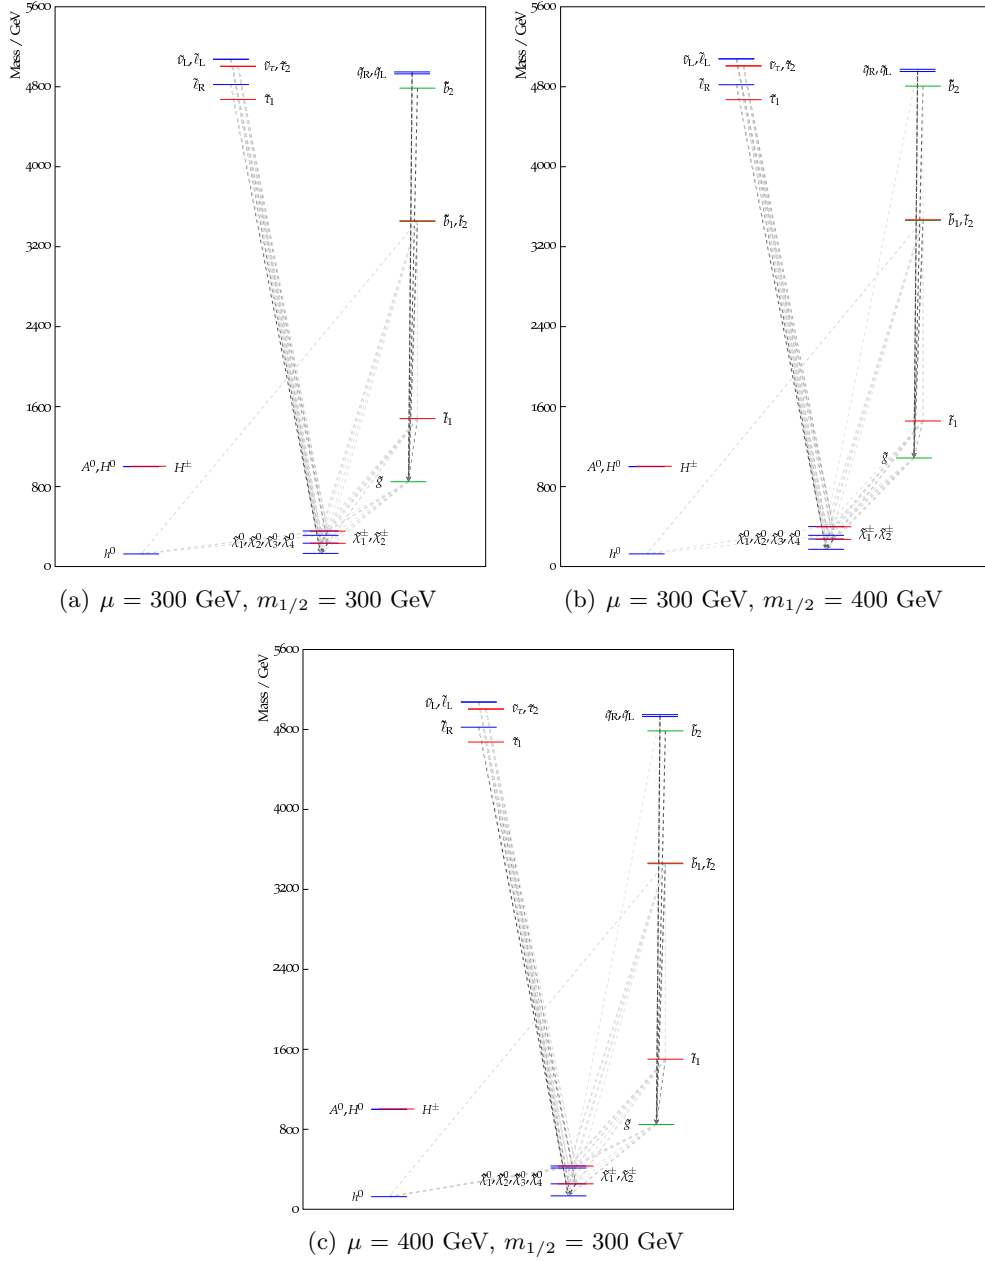 Mass / GeV
5600
4800
4000
3200
2400
1600
800
0
ν̃L, ℓ̃L
ν̃τ, τ̃2
ℓ̃R
τ̃1
q̃R, q̃L
b̃2
b̃1, t̃2
t̃1
g̃
A⁰, H⁰
H±
h⁰
χ̃⁰1, χ̃⁰2, χ̃⁰3, χ̃⁰4
χ̃±1, χ̃±2
(a) μ = 300 GeV, m1/2 = 300 GeV
Mass / GeV
5600
4800
4000
3200
2400
1600
800
0
ν̃L, ℓ̃L
ν̃τ, τ̃2
ℓ̃R
τ̃1
q̃R, q̃L
b̃2
b̃1, t̃2
t̃1
g̃
A⁰, H⁰
H±
h⁰
χ̃⁰1, χ̃⁰2, χ̃⁰3, χ̃⁰4
χ̃±1, χ̃±2
(b) μ = 300 GeV, m1/2 = 400 GeV
Mass / GeV
5600
4800
4000
3200
2400
1600
800
0
ν̃L, ℓ̃L
ν̃τ, τ̃2
ℓ̃R
τ̃1
q̃R, q̃L
b̃2
b̃1, t̃2
t̃1
g̃
A⁰, H⁰
H±
h⁰
χ̃⁰1, χ̃⁰2, χ̃⁰3, χ̃⁰4
χ̃±1, χ̃±2
(c) μ = 400 GeV, m1/2 = 300 GeV